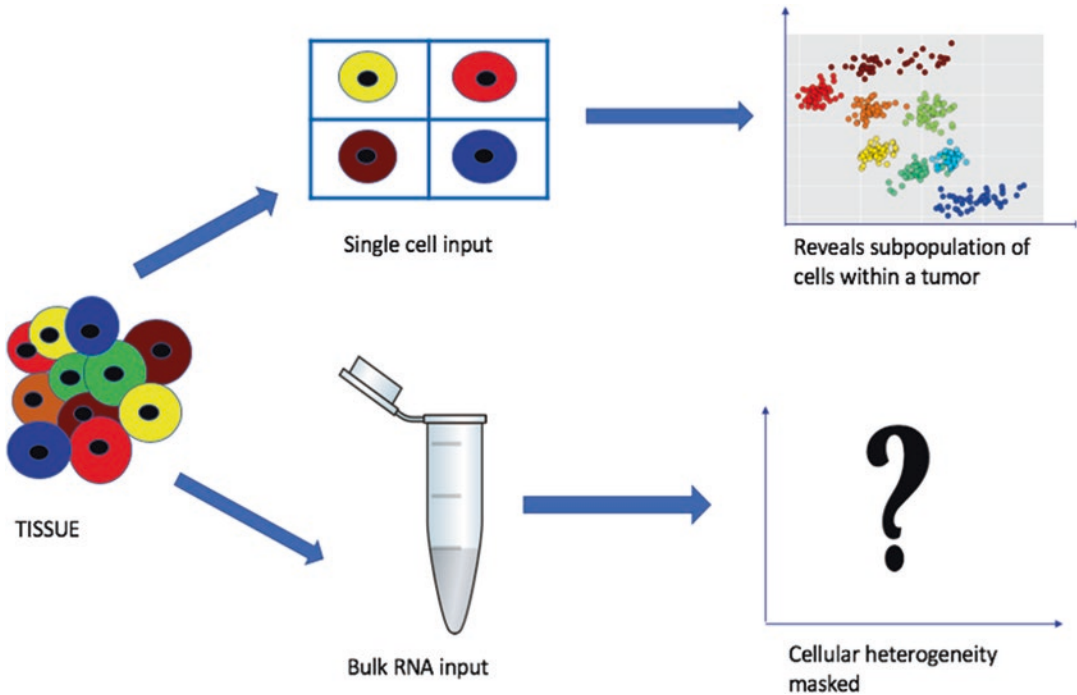 Single cell input
Reveals subpopulation of
cells within a tumor
TISSUE
?
Bulk RNA input
Cellular heterogeneity
masked